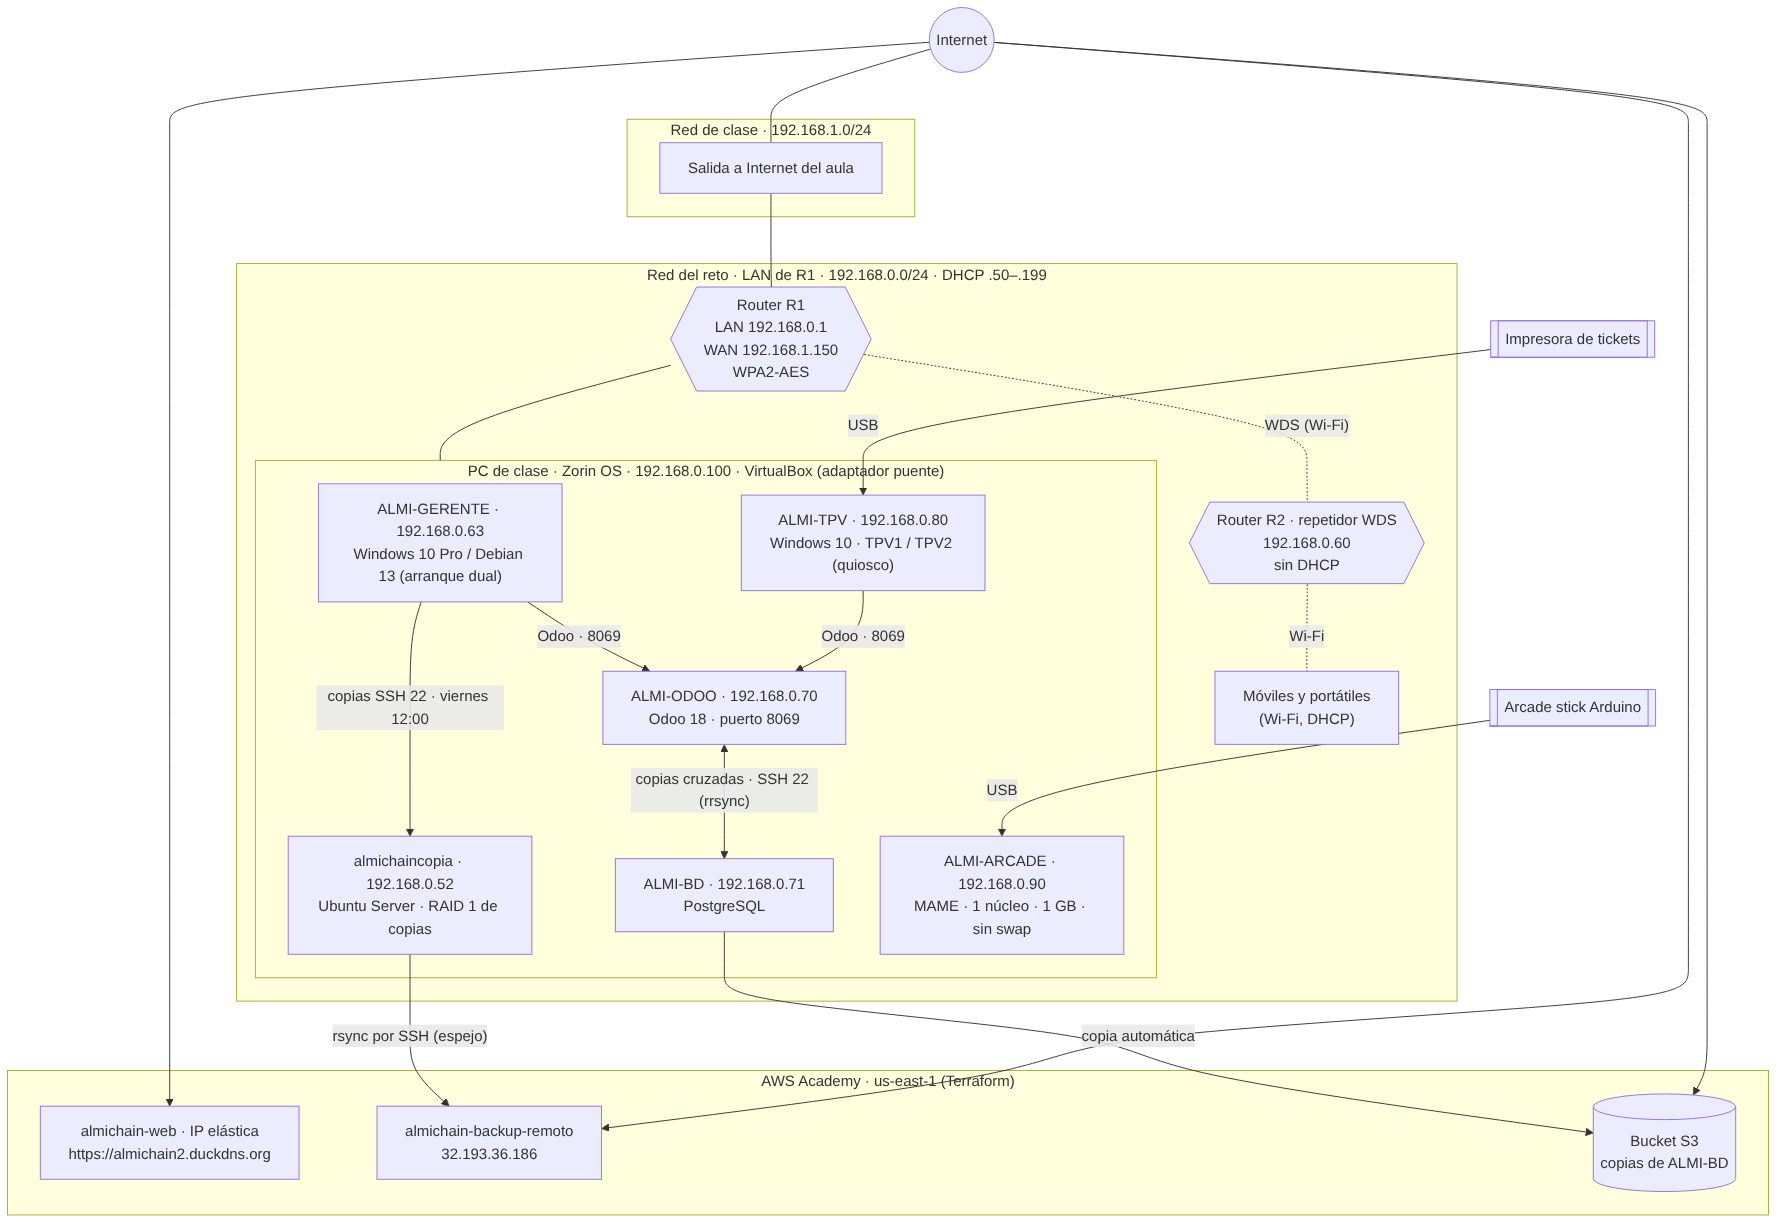 Internet
Red de clase · 192.168.1.0/24
Salida a Internet del aula
Red del reto · LAN de R1 · 192.168.0.0/24 · DHCP .50–.199
Router R1
LAN 192.168.0.1
WAN 192.168.1.150
WPA2-AES
Impresora de tickets
USB
WDS (Wi-Fi)
PC de clase · Zorin OS · 192.168.0.100 · VirtualBox (adaptador puente)
ALMI-GERENTE ·
192.168.0.63
Windows 10 Pro / Debian
13 (arranque dual)
ALMI-TPV · 192.168.0.80
Windows 10 · TPV1 / TPV2
(quiosco)
Router R2 · repetidor WDS
192.168.0.60
sin DHCP
Odoo · 8069
Odoo · 8069
Wi-Fi
copias SSH 22 · viernes
12:00
ALMI-ODOO · 192.168.0.70
Odoo 18 · puerto 8069
Móviles y portátiles
(Wi-Fi, DHCP)
Arcade stick Arduino
copias cruzadas · SSH 22
(rrsync)
USB
almichaincopia ·
192.168.0.52
Ubuntu Server · RAID 1 de
copias
ALMI-BD · 192.168.0.71
PostgreSQL
ALMI-ARCADE ·
192.168.0.90
MAME · 1 núcleo · 1 GB ·
sin swap
rsync por SSH (espejo)
copia automática
AWS Academy · us-east-1 (Terraform)
almichain-web · IP elástica
https://almichain2.duckdns.org
almichain-backup-remoto
32.193.36.186
Bucket S3
copias de ALMI-BD